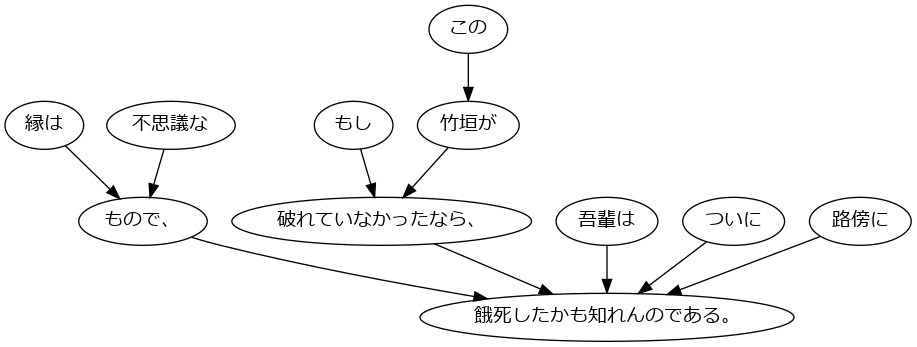 この
縁は
不思議な
もし
竹垣が
もので、
破れていなかったなら、
吾輩は
ついに
路傍に
餓死したかも知れんのである。